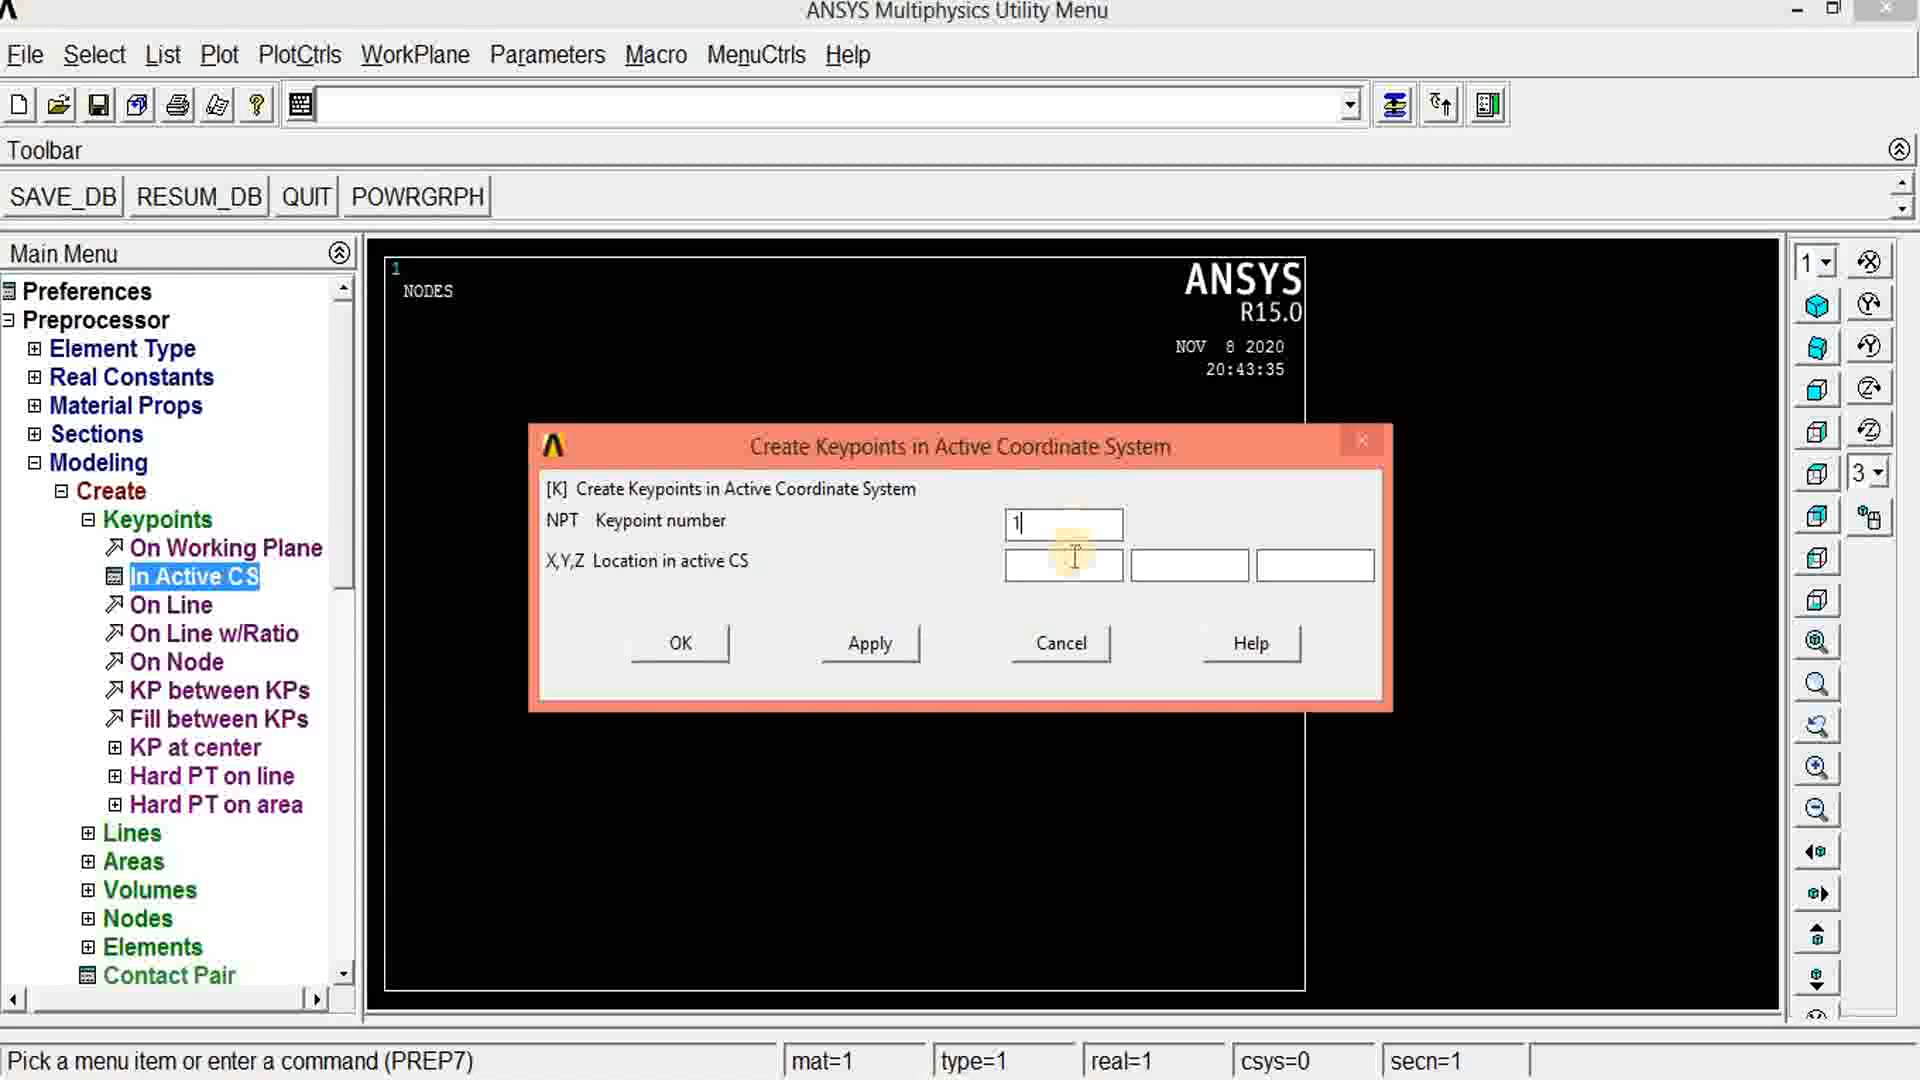 ANSYS Multiphysics Utility Menu
File Select List Plot PlotCtrls WorkPlane Parameters Macro MenuCtrls Help
Toolbar
SAVE_DB RESUM_DB QUIT POWRGRPH
Main Menu
Preferences
Preprocessor
Element Type
Real Constants
Material Props
Sections
Modeling
Create
Keypoints
On Working Plane
In Active CS
On Line
On Line w/Ratio
On Node
KP between KPs
Fill between KPs
KP at center
Hard PT on line
Hard PT on area
Lines
Areas
Volumes
Nodes
Elements
Contact Pair
1
NODES
ANSYS
R15.0
NOV 8 2020
20:43:35
Create Keypoints in Active Coordinate System
[K] Create Keypoints in Active Coordinate System
NPT Keypoint number 1
X,Y,Z Location in active CS
OK Apply Cancel Help
1
3
Pick a menu item or enter a command (PREP7) mat=1 type=1 real=1 csys=0 secn=1